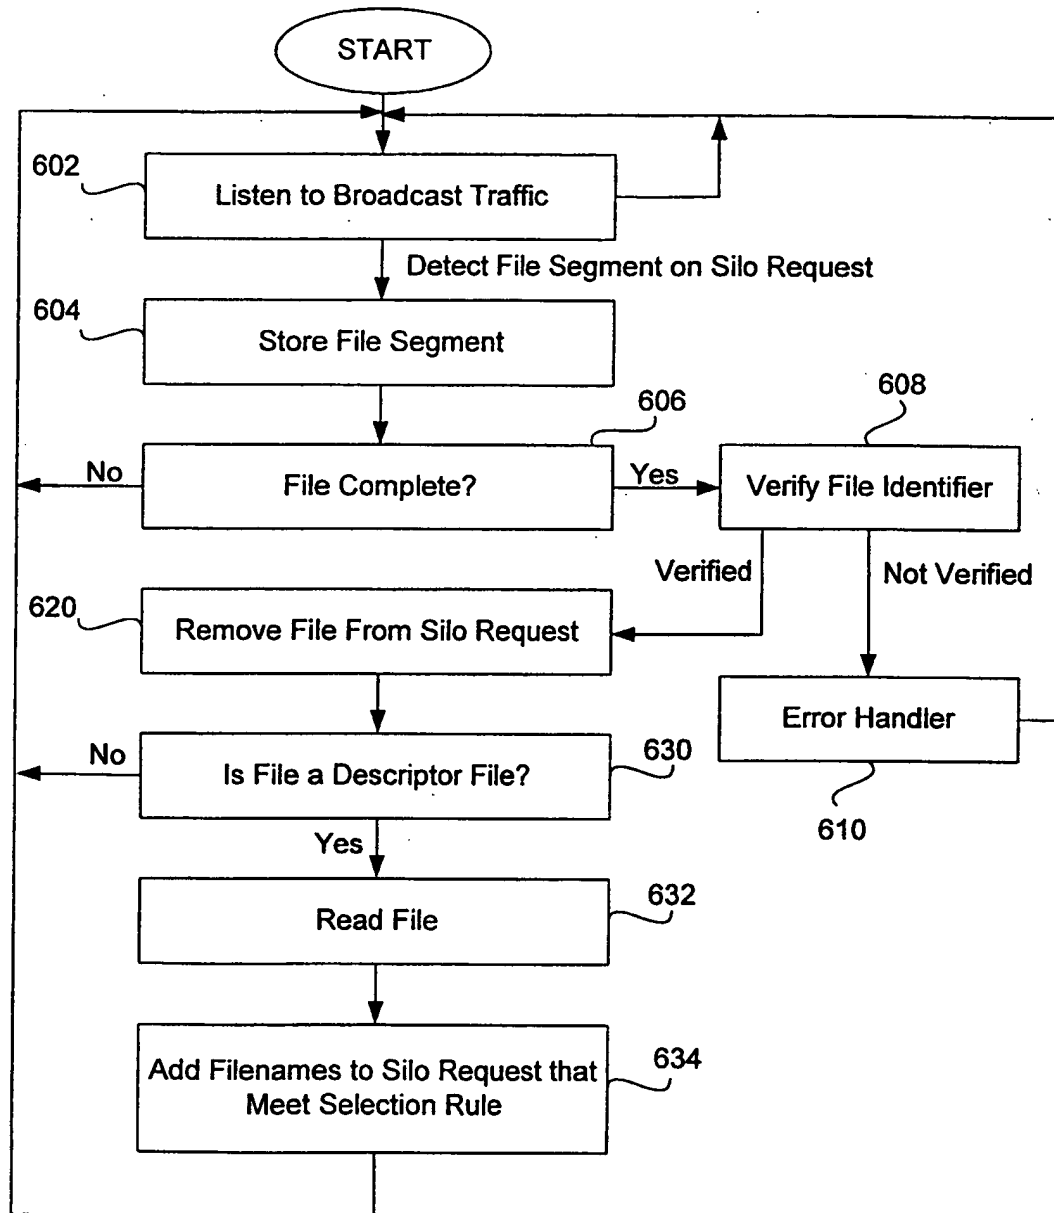 START
602
Listen to Broadcast Traffic
Detect File Segment on Silo Request
604
Store File Segment
606
608
No
File Complete?
Yes
Verify File Identifier
Verified
Not Verified
620
Remove File From Silo Request
Error Handler
610
No
Is File a Descriptor File?
630
Yes
Read File
632
Add Filenames to Silo Request that
Meet Selection Rule
634